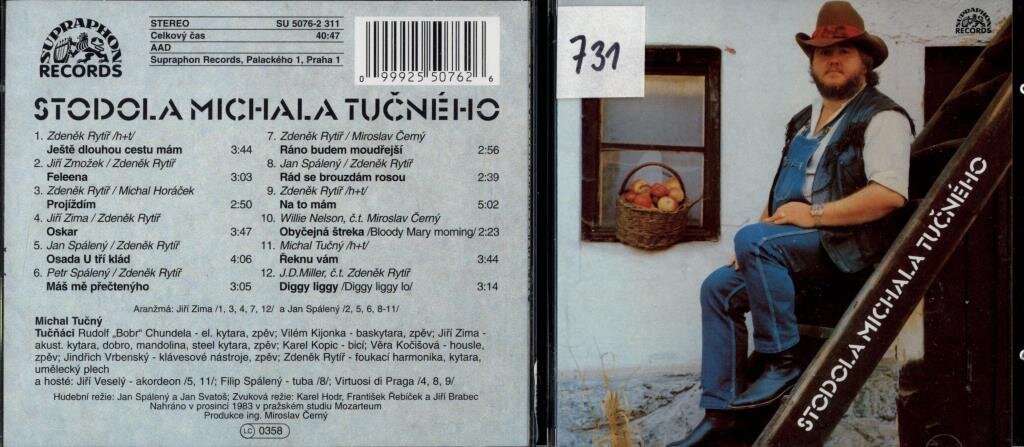 SUPRAPHON
RECORDS
STEREO SU 5076-2 311
Celkový čas 40:47
AAD
Supraphon Records, Palackého 1, Praha 1
0 99925 50762 6
STODOLA MICHALA TUČNÉHO
1. Zdeněk Rytíř /h+t/
Ještě dlouhou cestu mám 3:44
2. Jiří Zmožek / Zdeněk Rytíř
Feleena 3:03
3. Zdeněk Rytíř / Michal Horáček
Projíždím 2:50
4. Jiří Zima / Zdeněk Rytíř
Oskar 3:47
5. Jan Spálený / Zdeněk Rytíř
Osada U tří klád 4:06
6. Petr Spálený / Zdeněk Rytíř
Máš mě přečteného 3:05
7. Zdeněk Rytíř / Miroslav Černý
Ráno budem moudřejší 2:56
8. Jan Spálený / Zdeněk Rytíř
Rád se brouzdám rosou 2:39
9. Zdeněk Rytíř /h+t/
Na to mám 5:02
10. Willie Nelson, č.t. Miroslav Černý
Obyčejná štreka /Bloody Mary morning/ 2:23
11. Michal Tučný /h+t/
Řeknu vám 3:44
12. J.D.Miller, č.t. Zdeněk Rytíř
Diggy liggy /Diggy liggy lo/ 3:14
Aranžmá: Jiří Zima /1, 3, 4, 7, 12/ a Jan Spálený /2, 5, 6, 8-11/
Michal Tučný
Tučňáci Rudolf „Bobr“ Chundela - el. kytara, zpěv; Vilém Kijonka - baskytara, zpěv; Jiří Zima -
akust. kytara, dobro, mandolina, steel kytara, zpěv; Karel Kopic - bicí; Věra Kočišová - housle,
zpěv; Jindřich Vrbenský - klávesové nástroje, zpěv; Zdeněk Rytíř - foukací harmonika, kytara,
umělecký plech
a hosté: Jiří Veselý - akordeon /5, 11/; Filip Spálený - tuba /8/; Virtuosi di Praga /4, 8, 9/
Hudební režie: Jan Spálený a Jan Svatoš; Zvuková režie: Karel Hodr, František Řebíček a Jiří Brabec
Nahráno v prosinci 1983 v pražském studiu Mozarteum
Produkce ing. Miroslav Černý
LC 0358
731
SUPRAPHON
RECORDS
STODOLA MICHALA TUČNÉHO